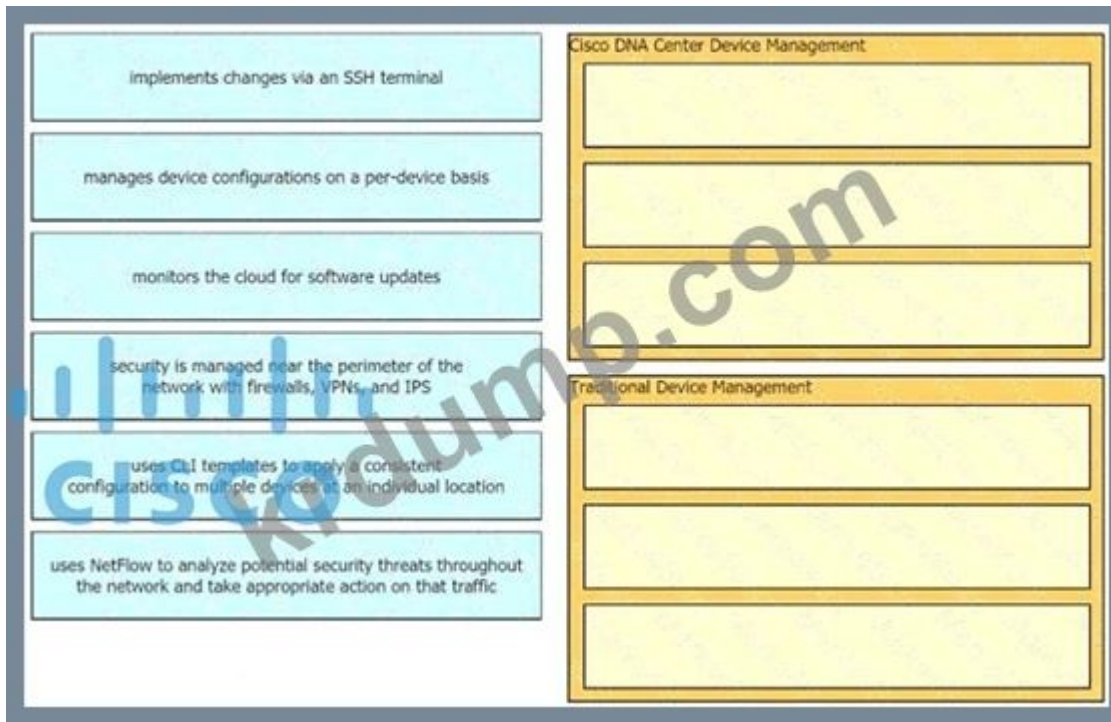 implements changes via an SSH terminal
manages device configurations on a per-device basis
monitors the cloud for software updates
security is managed near the perimeter of the
network with firewalls, VPNs, and IPS
uses CLI templates to apply a consistent
configuration to multiple devices at an individual location
uses NetFlow to analyze potential security threats throughout
the network and take appropriate action on that traffic
Cisco DNA Center Device Management
Traditional Device Management
CISCO
krdump.com